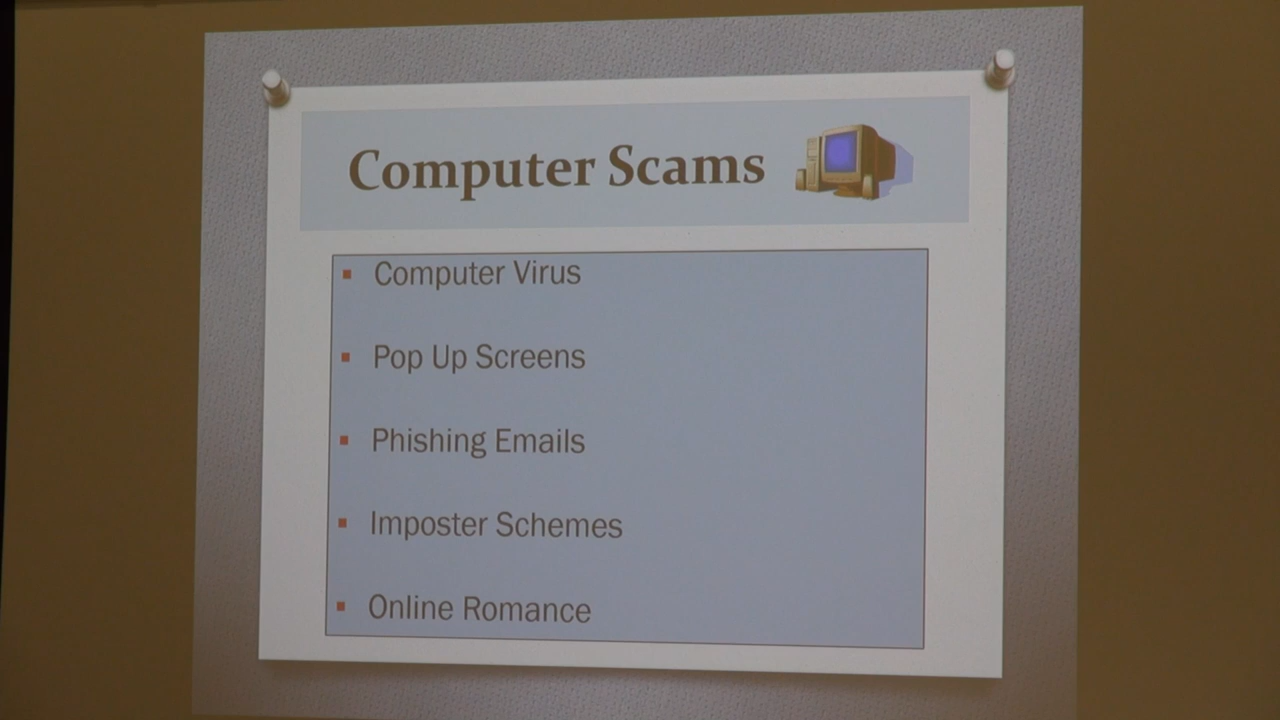 Computer Scams
Computer Virus
Pop Up Screens
Phishing Emails
Imposter Schemes
Online Romance